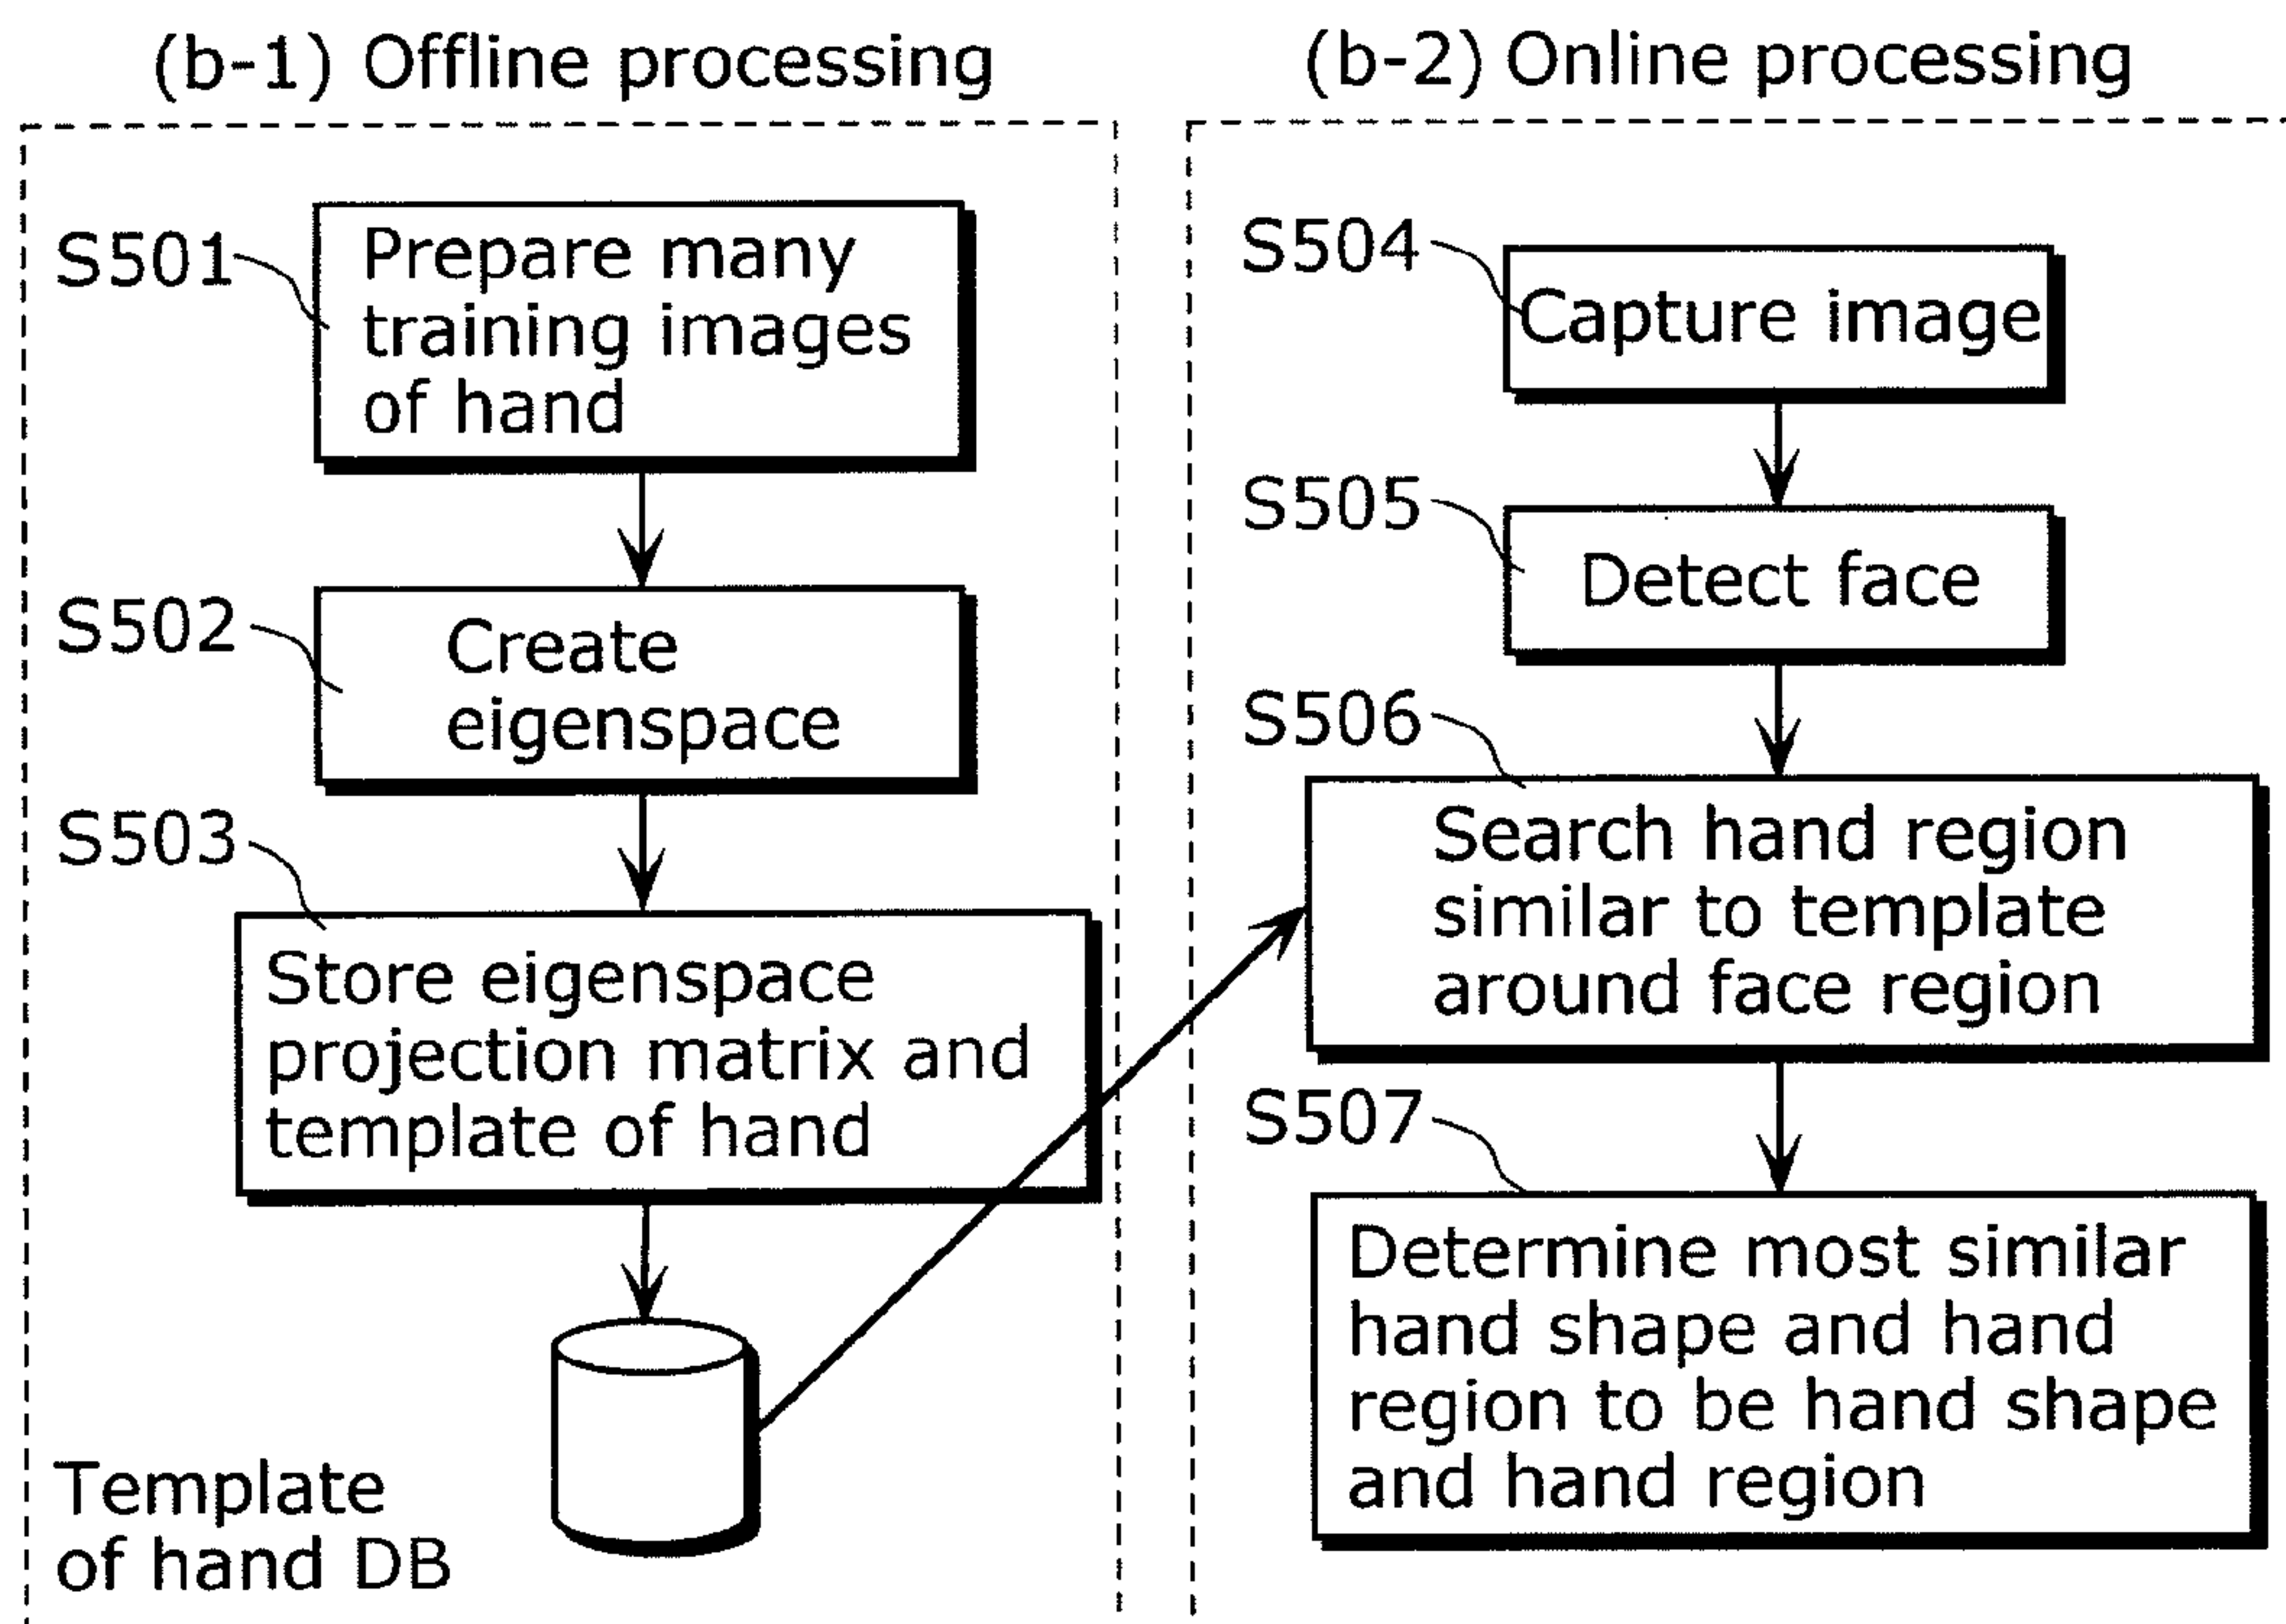 (b-1) Offline processing
S501
Prepare many
training images
of hand
S502
Create
eigenspace
S503
Store eigenspace
projection matrix and
template of hand
Template
of hand DB
(b-2) Online processing
S504
Capture image
S505
Detect face
S506
Search hand region
similar to template
around face region
S507
Determine most similar
hand shape and hand
region to be hand shape
and hand region